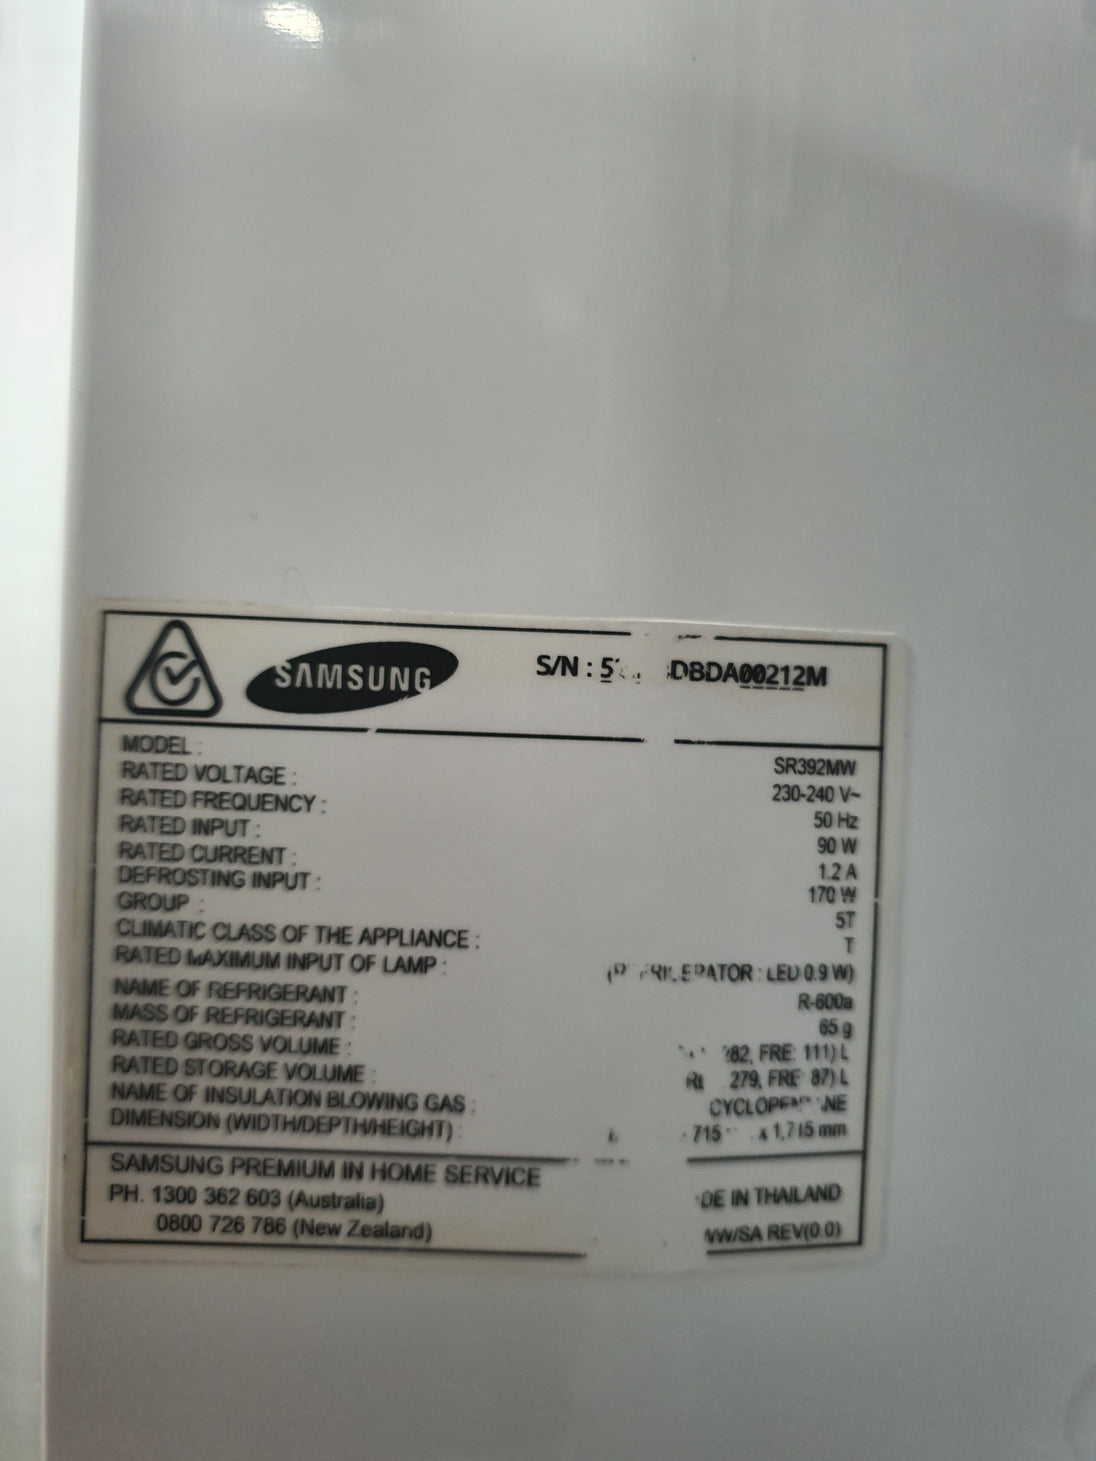 SAMSUNG
S/N : DBDA00212M
MODEL : SR392MW
RATED VOLTAGE : 230-240 V~
RATED FREQUENCY : 50 Hz
RATED INPUT : 90 W
RATED CURRENT : 1.2 A
DEFROSTING INPUT : 170 W
GROUP : 5T
CLIMATIC CLASS OF THE APPLIANCE : T
RATED MAXIMUM INPUT OF LAMP : : LED 0.9 W)
NAME OF REFRIGERANT : R-600a
MASS OF REFRIGERANT : 65 g
RATED GROSS VOLUME : FRE: 111) L
RATED STORAGE VOLUME : 279, FRE: 87) L
NAME OF INSULATION BLOWING GAS :
DIMENSION (WIDTH/DEPTH/HEIGHT) : 715 x 1,715 mm
SAMSUNG PREMIUM IN HOME SERVICE
PH. 1300 362 603 (Australia)
0800 726 786 (New Zealand)
IN THAILAND
REV(0.0)